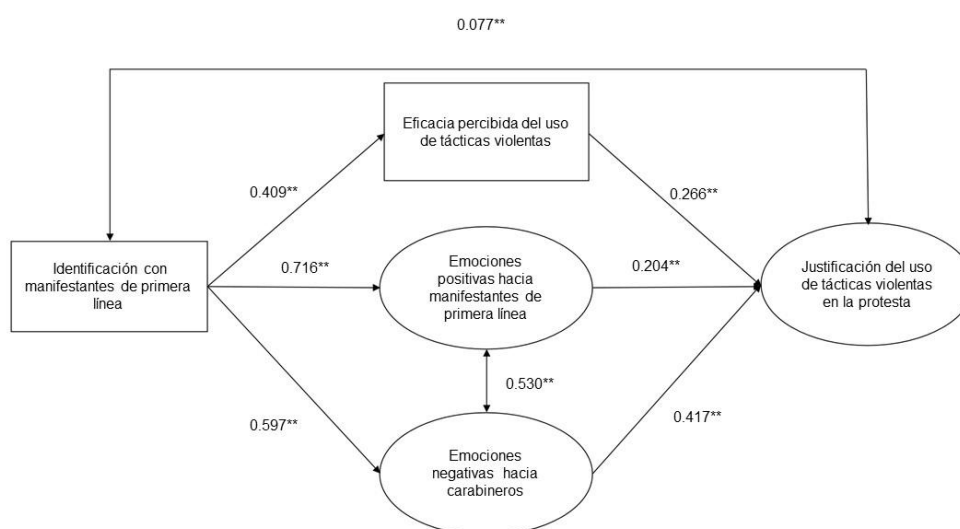 0.077**
Eficacia percibida del uso
de tácticas violentas
0.409**
0.266**
Identificación con
manifestantes de primera
línea
0.716**
Emociones
positivas hacia
manifestantes de
primera línea
0.204**
Justificación del uso
de tácticas violentas
en la protesta
0.530**
0.597**
0.417**
Emociones
negativas hacia
carabineros